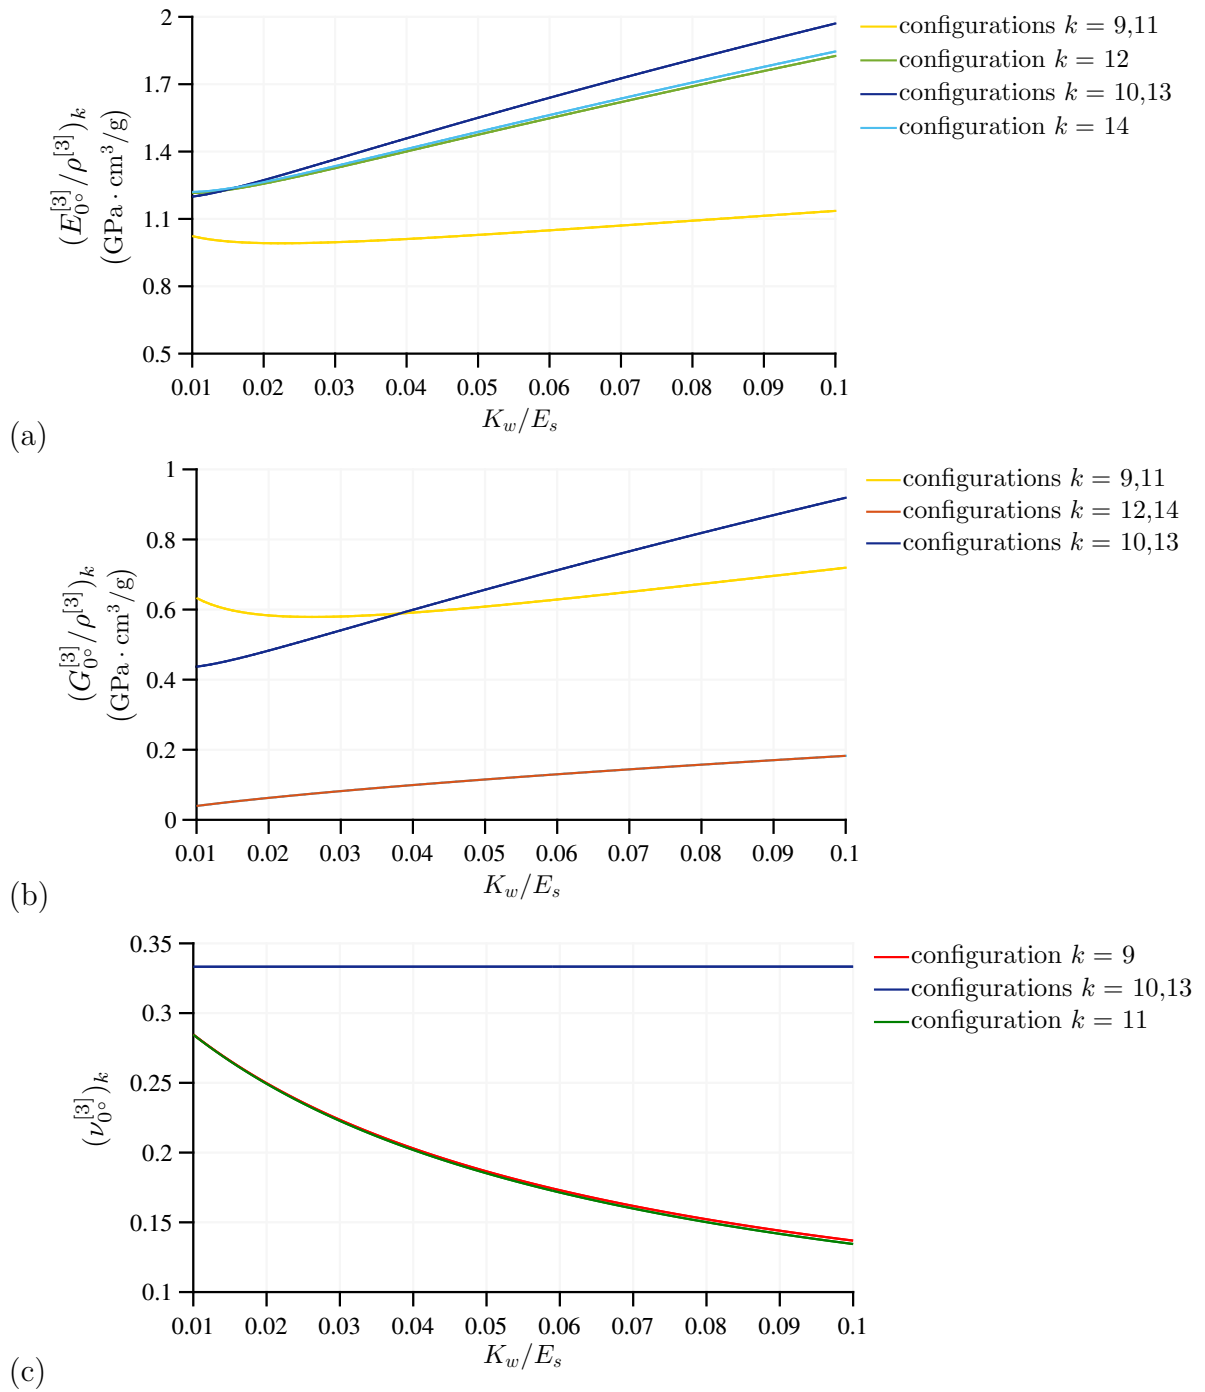 2
1.7
1.4
1.1
0.8
0.5
(E_{0°}^{[3]}/ρ^{[3]})_k
(GPa · cm³/g)
0.01 0.02 0.03 0.04 0.05 0.06 0.07 0.08 0.09 0.1
K_w/E_s
configurations k = 9,11
configuration k = 12
configurations k = 10,13
configuration k = 14
(a)
1
0.8
0.6
0.4
0.2
0
(G_{0°}^{[3]}/ρ^{[3]})_k
(GPa · cm³/g)
0.01 0.02 0.03 0.04 0.05 0.06 0.07 0.08 0.09 0.1
K_w/E_s
configurations k = 9,11
configurations k = 12,14
configurations k = 10,13
(b)
0.35
0.3
0.25
0.2
0.15
0.1
(ν_{0°}^{[3]})_k
0.01 0.02 0.03 0.04 0.05 0.06 0.07 0.08 0.09 0.1
K_w/E_s
configuration k = 9
configurations k = 10,13
configuration k = 11
(c)